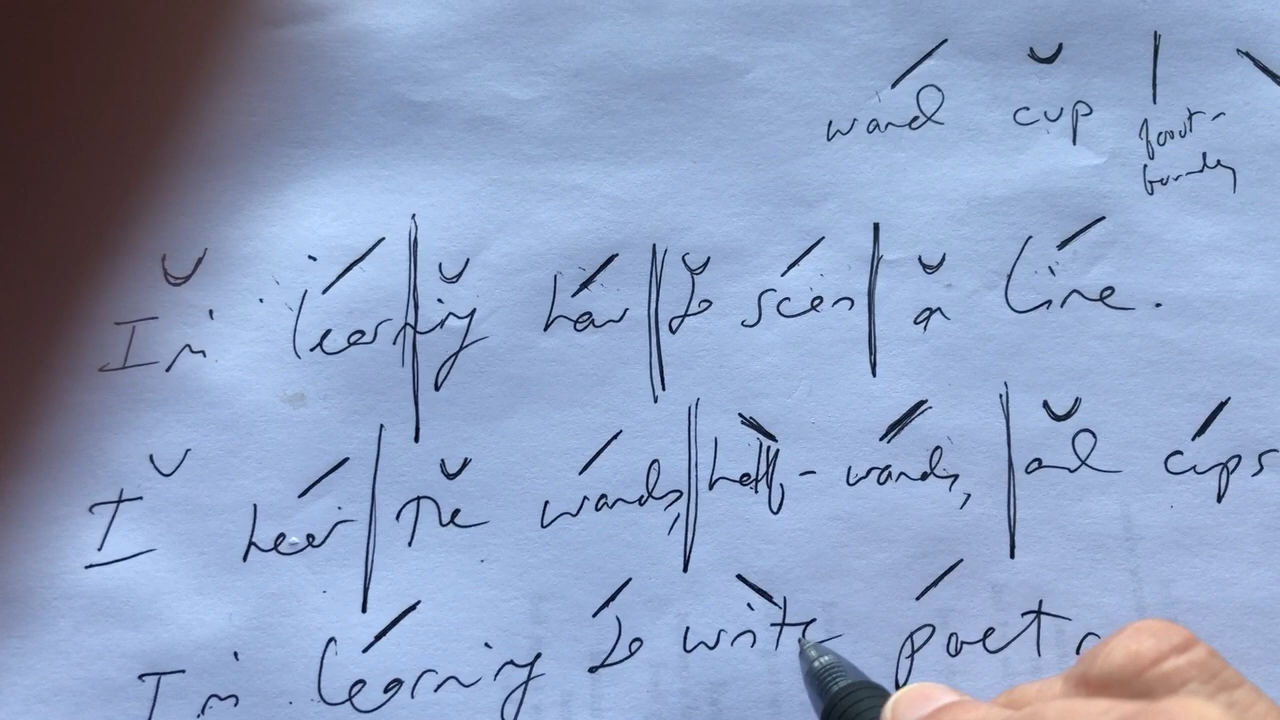 wand cup foot-
I'm learning how to scan a line.
I hear the wands, half-wands, and cups
I'm learning to write poetr